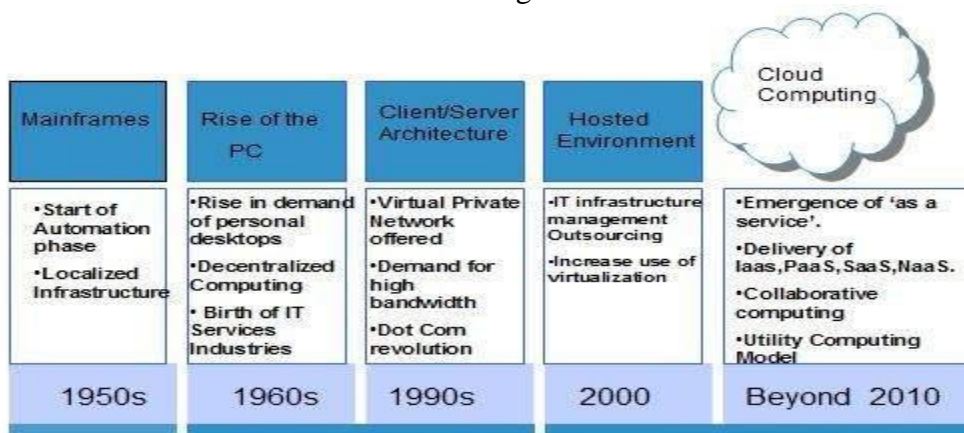 Mainframes
Rise of the
PC
Client/Server
Architecture
Hosted
Environment
Cloud
Computing
•Start of
Automation
phase
•Localized
Infrastructure
•Rise in demand
of personal
desktops
•Decentralized
Computing
• Birth of IT
Services
Industries
•Virtual Private
Network
offered
•Demand for
high
bandwidth
•Dot Com
revolution
•IT infrastructure
management
Outsourcing
•Increase use of
virtualization
•Emergence of ‘as a
service’.
•Delivery of
Iaas,PaaS,SaaS,NaaS.
•Collaborative
computing
•Utility Computing
Model
1950s
1960s
1990s
2000
Beyond 2010